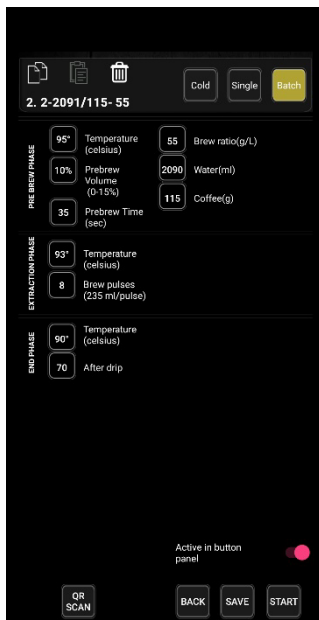 Cold
Single
Batch
2. 2-2091/115- 55
PRE BREW PHASE
95°
Temperature
(celsius)
10%
Prebrew
Volume
(0-15%)
35
Prebrew Time
(sec)
55
Brew ratio(g/L)
2090
Water(ml)
115
Coffee(g)
EXTRACTION PHASE
93°
Temperature
(celsius)
8
Brew pulses
(235 ml/pulse)
END PHASE
90°
Temperature
(celsius)
70
After drip
Active in button
panel
QR
SCAN
BACK
SAVE
START